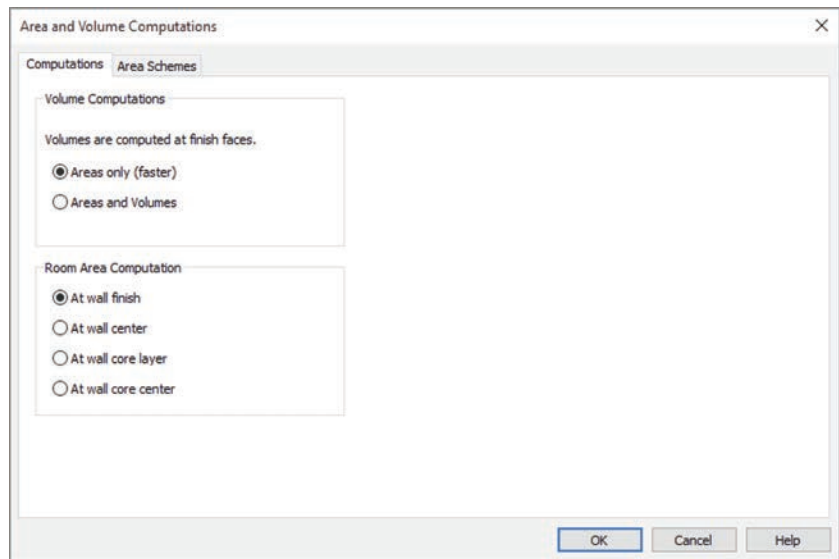 Area and Volume Computations
Computations
Area Schemes
Volume Computations
Volumes are computed at finish faces.
Areas only (faster)
Areas and Volumes
Room Area Computation
At wall finish
At wall center
At wall core layer
At wall core center
OK
Cancel
Help